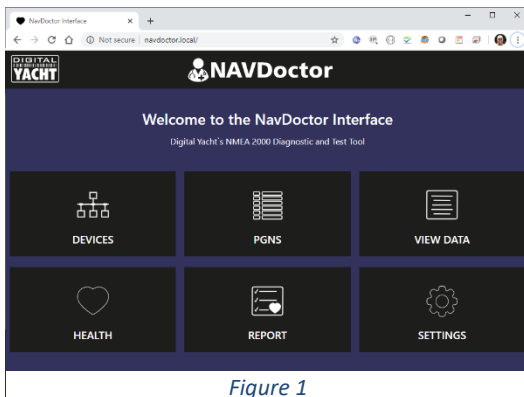 NavDoctor Interface
Not secure navdoctor.local/
DIGITAL
YACHT
NAVDoctor
Welcome to the NavDoctor Interface
Digital Yacht's NMEA 2000 Diagnostic and Test Tool
DEVICES
PGNS
VIEW DATA
HEALTH
REPORT
SETTINGS
Figure 1